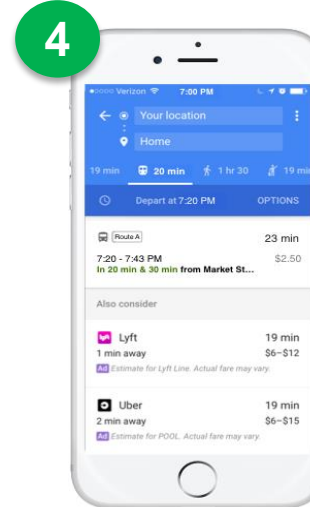 4
Verizon 7:00 PM
Your location
Home
19 min 20 min 1 hr 30 19 min
Depart at 7:20 PM OPTIONS
Route A 23 min
7:20 - 7:43 PM $2.50
In 20 min & 30 min from Market St...
Also consider
Lyft 19 min
1 min away $6–$12
Ad Estimate for Lyft Line. Actual fare may vary.
Uber 19 min
2 min away $6–$15
Ad Estimate for POOL. Actual fare may vary.